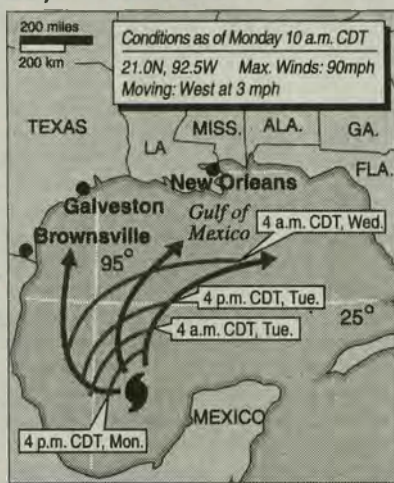 200 miles
200 km
Conditions as of Monday 10 a.m. CDT
21.0N, 92.5W Max. Winds: 90mph
Moving: West at 3 mph
TEXAS
LA
MISS.
ALA.
GA.
FLA.
New Orleans
Galveston
Gulf of
Mexico
4 a.m. CDT, Wed.
Brownsville
95°
4 p.m. CDT, Tue.
25°
4 a.m. CDT, Tue.
MEXICO
4 p.m. CDT, Mon.